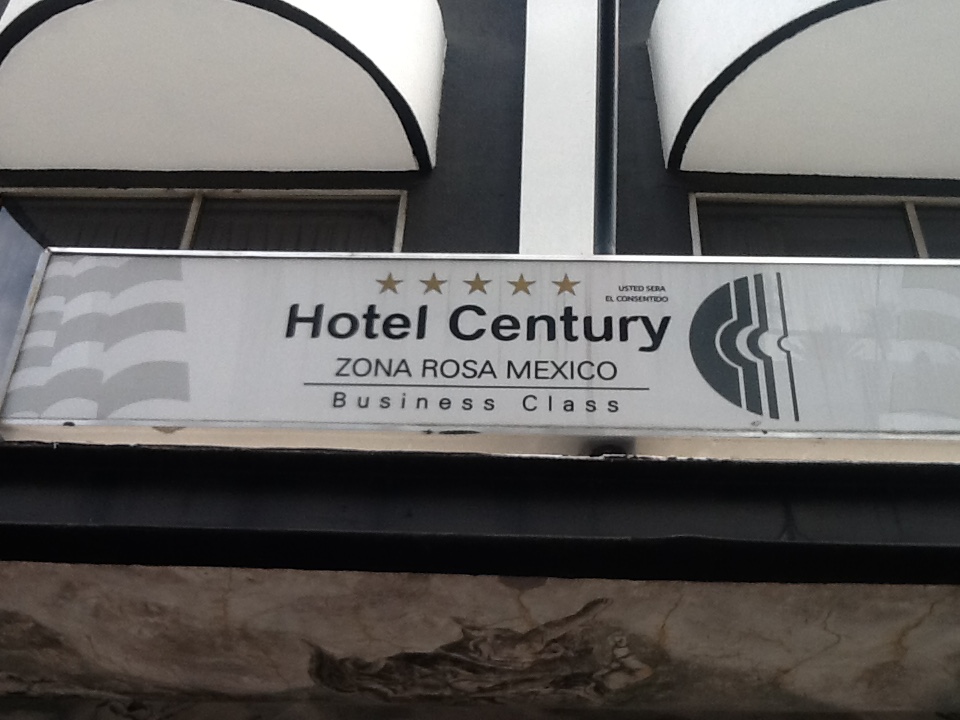 USTED SERA
EL CONSENTIDO
Hotel Century
ZONA ROSA MEXICO
Business Class